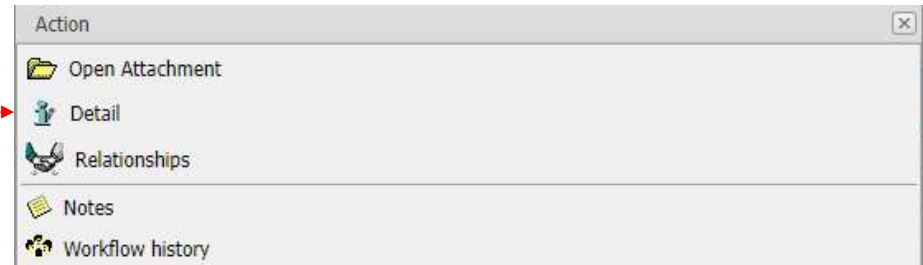 Action
Open Attachment
Detail
Relationships
Notes
Workflow history